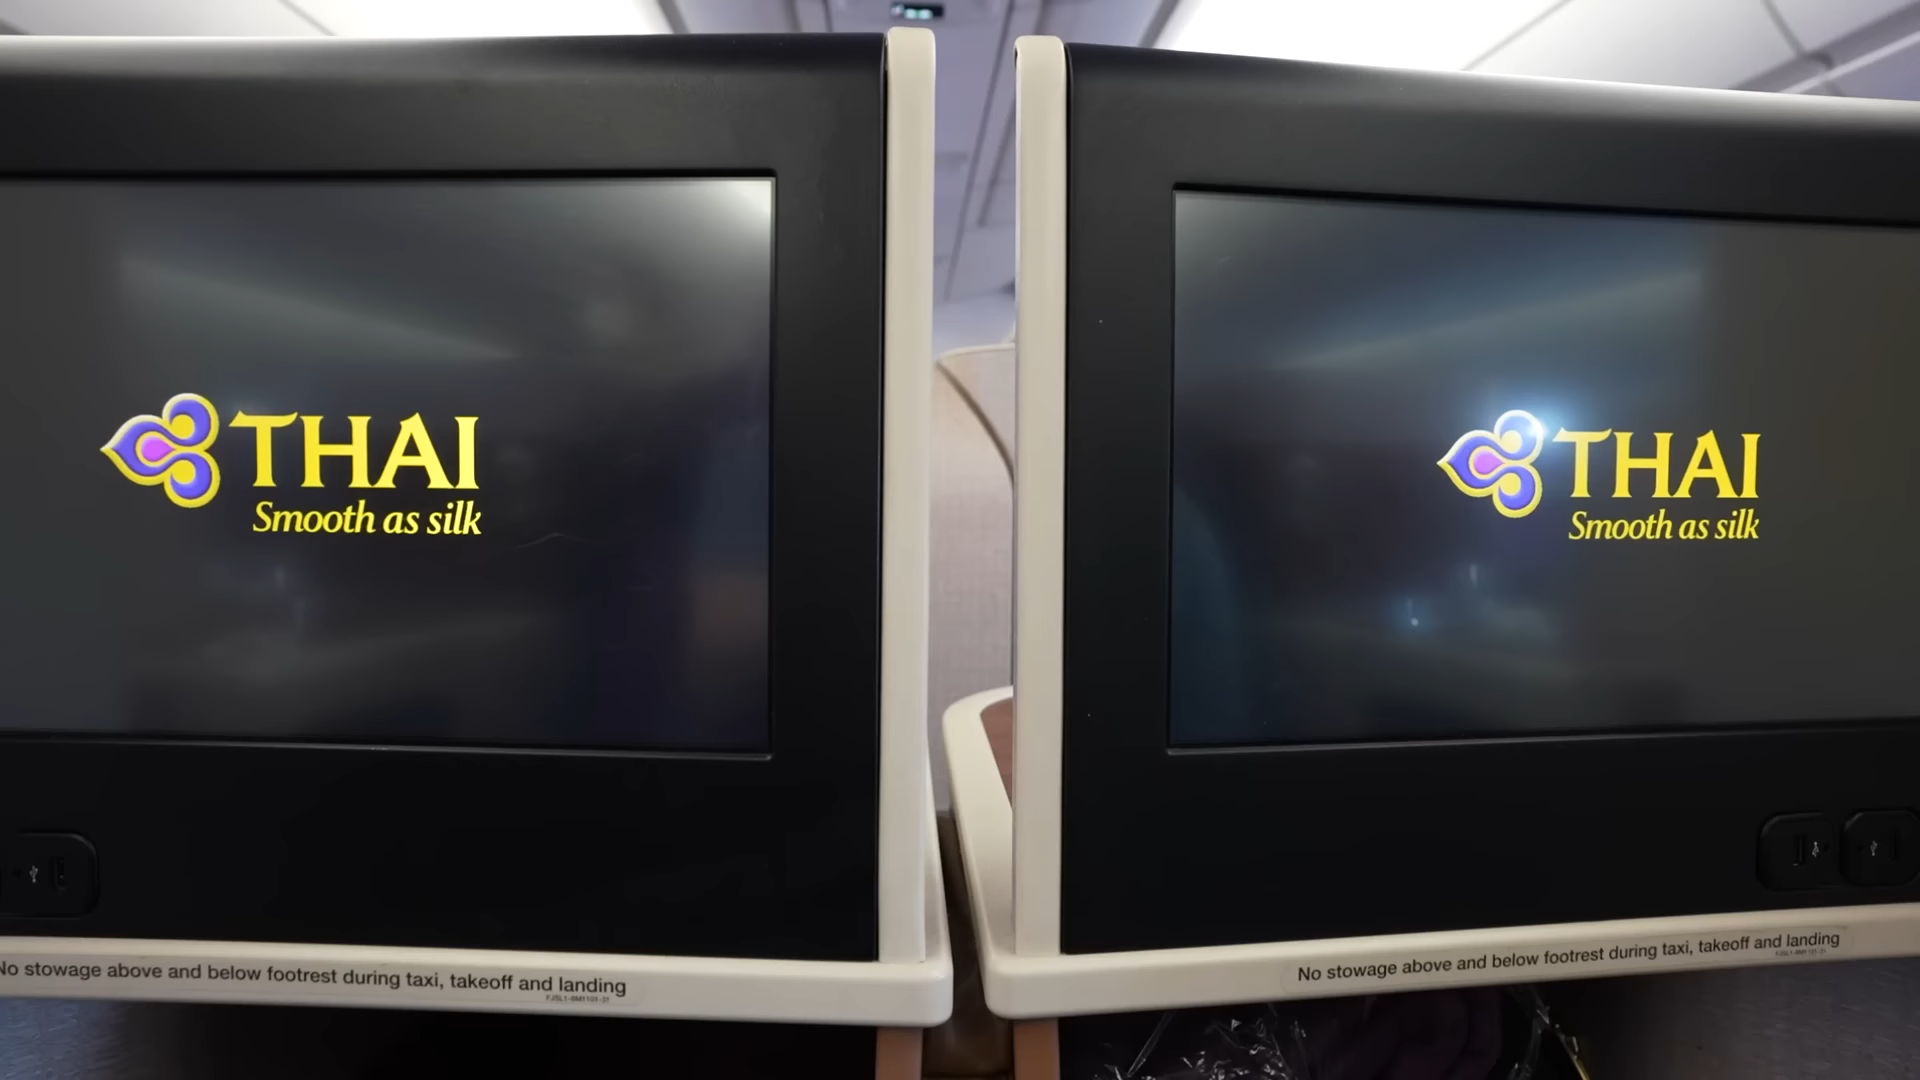 THAI
Smooth as silk
No stowage above and below footrest during taxi, takeoff and landing
THAI
Smooth as silk
No stowage above and below footrest during taxi, takeoff and landing